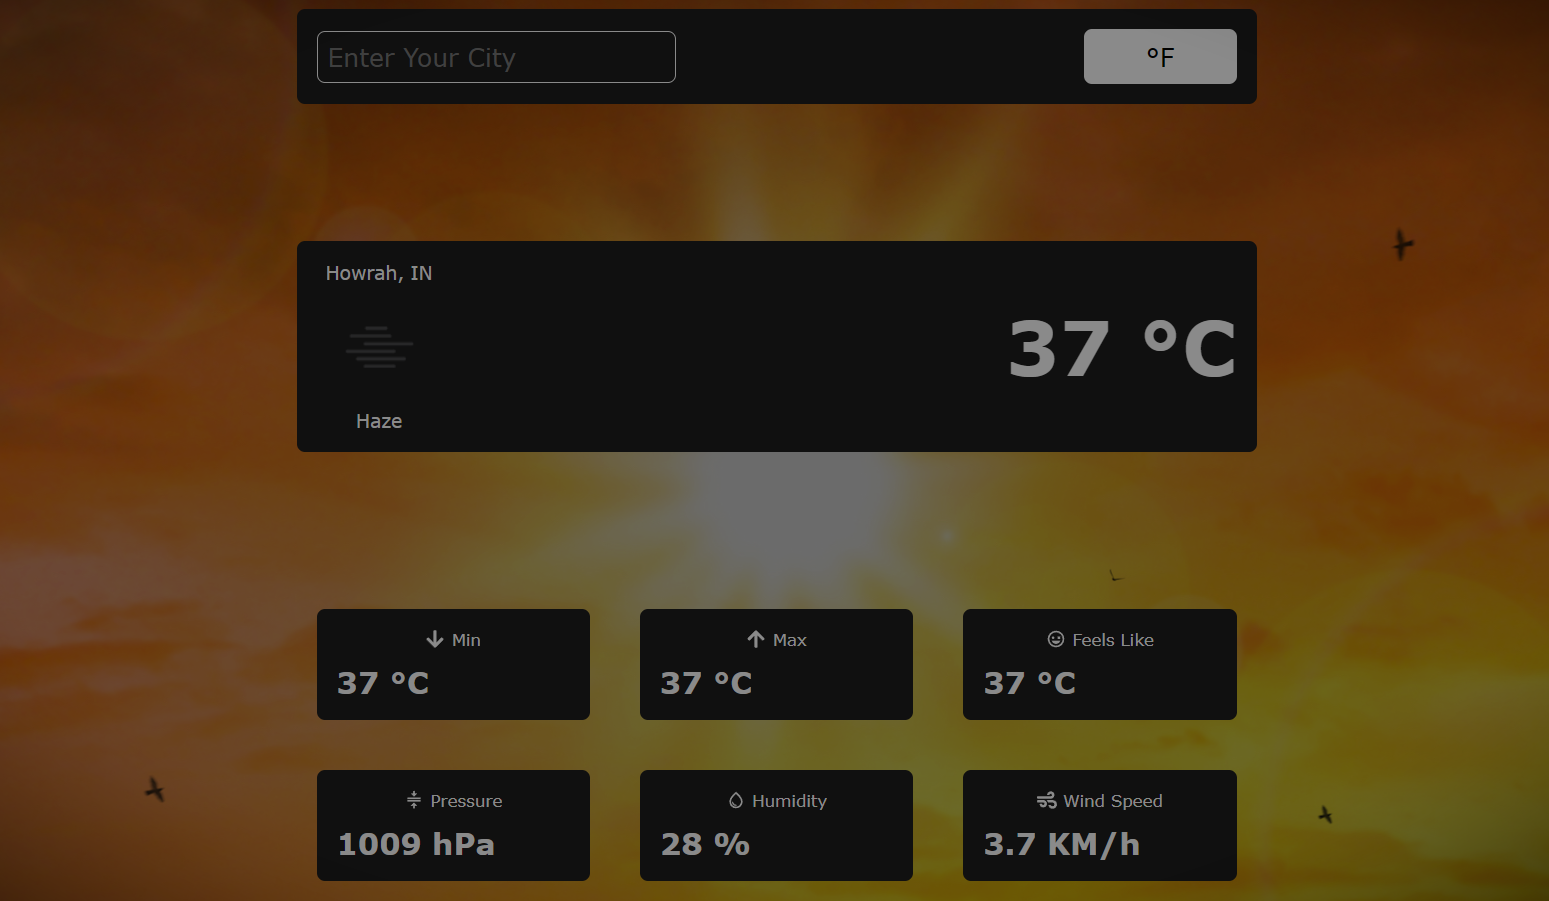 Enter Your City
°F
Howrah, IN
37 °C
Haze
Min
37 °C
Max
37 °C
Feels Like
37 °C
Pressure
1009 hPa
Humidity
28 %
Wind Speed
3.7 KM/h